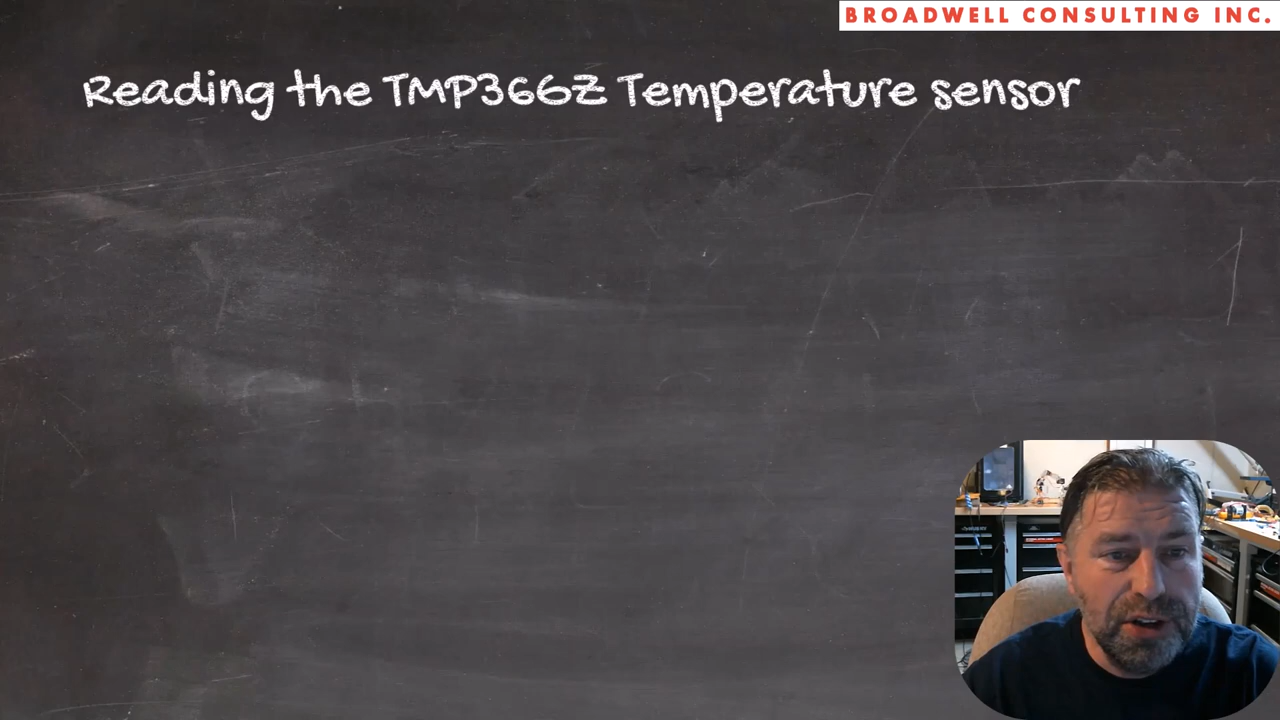 BROADWELL CONSULTING INC.
Reading the TMP366Z Temperature sensor